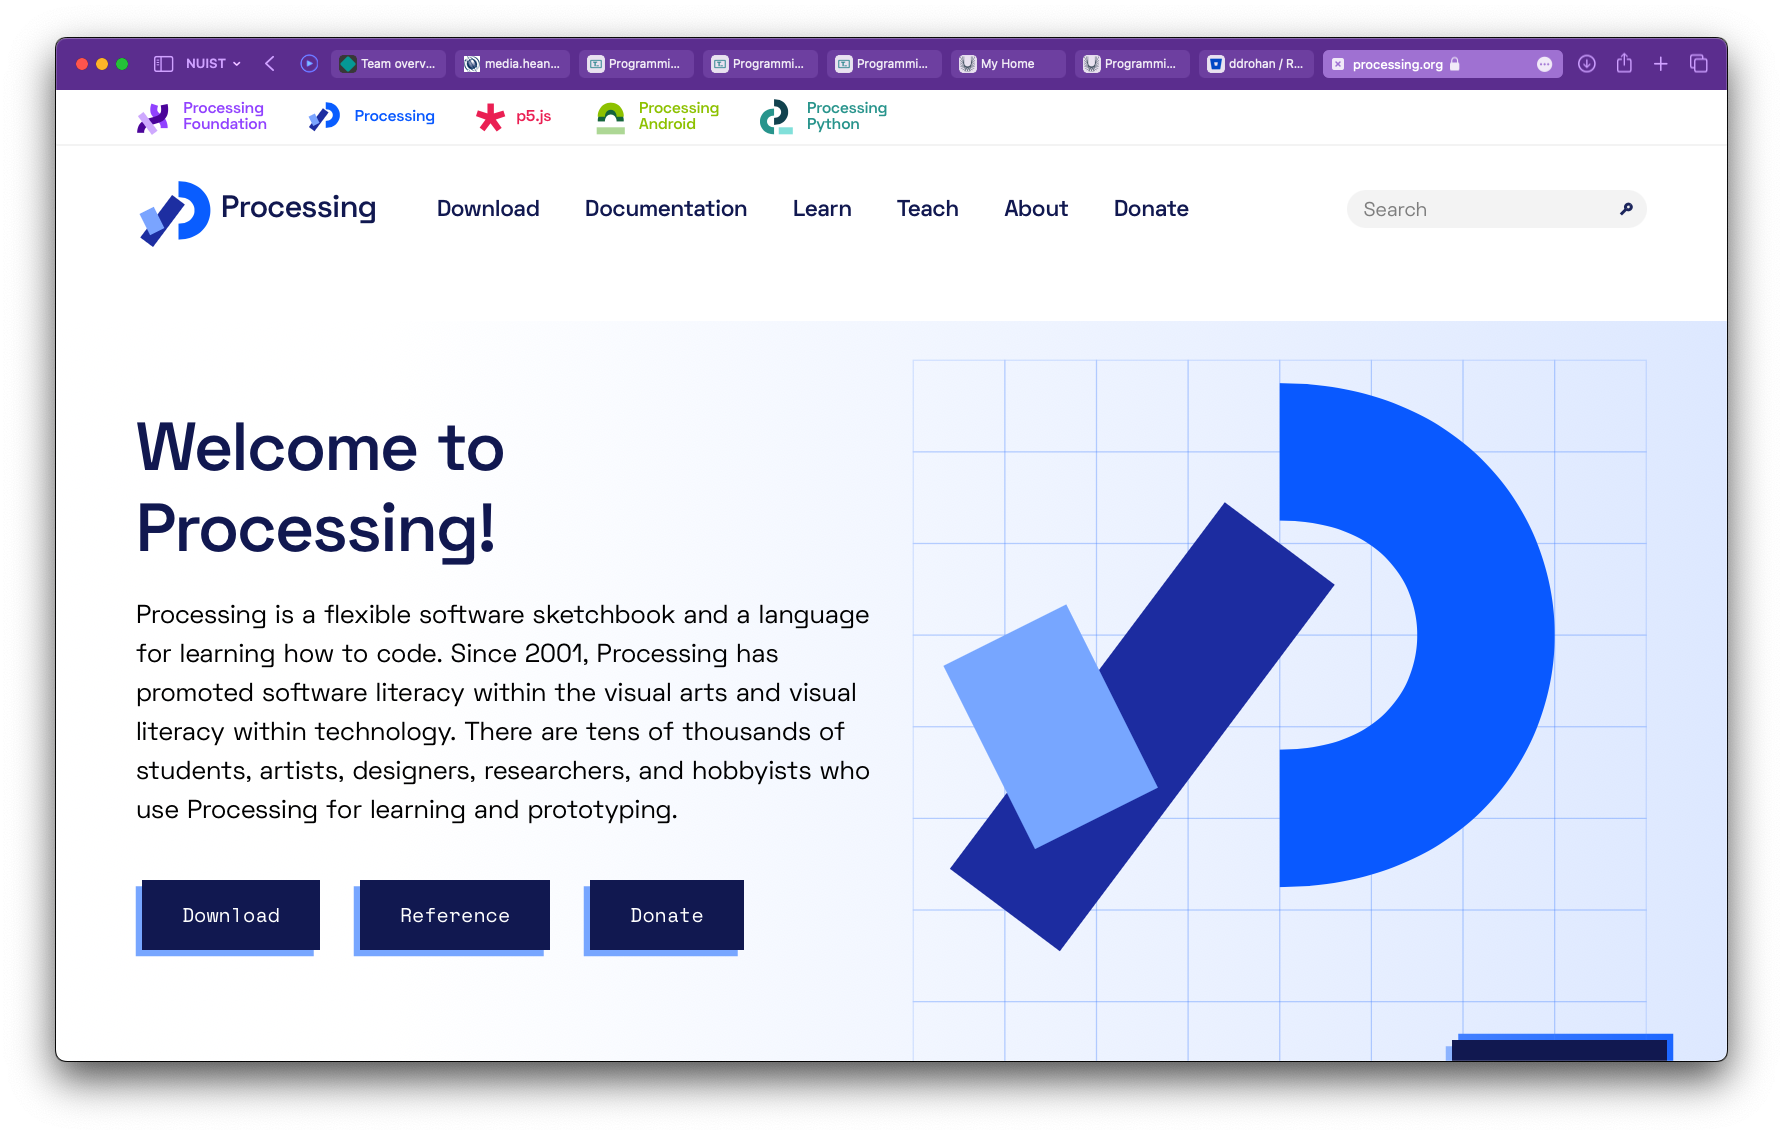 NUIST
Team overv...
media.hean...
Programmi...
Programmi...
Programmi...
My Home
Programmi...
ddrohan / R...
processing.org
Processing
Foundation
Processing
p5.js
Processing
Android
Processing
Python
Processing
Download
Documentation
Learn
Teach
About
Donate
Search
Welcome to
Processing!
Processing is a flexible software sketchbook and a language
for learning how to code. Since 2001, Processing has
promoted software literacy within the visual arts and visual
literacy within technology. There are tens of thousands of
students, artists, designers, researchers, and hobbyists who
use Processing for learning and prototyping.
Download
Reference
Donate